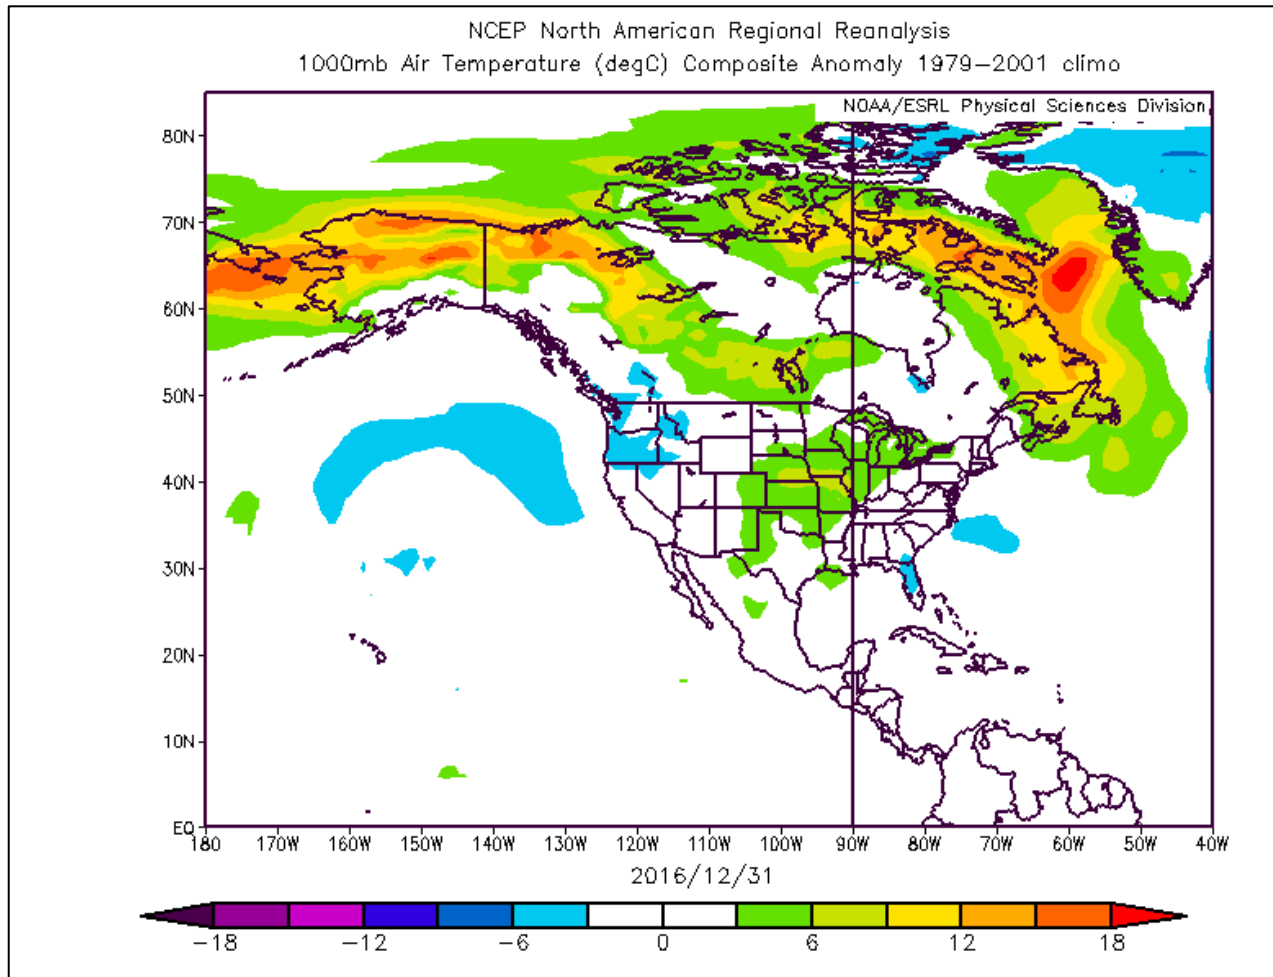 NCEP North American Regional Reanalysis
1000mb Air Temperature (degC) Composite Anomaly 1979−2001 climo
NOAA/ESRL Physical Sciences Division
80N
70N
60N
50N
40N
30N
20N
10N
EQ
180 170W 160W 150W 140W 130W 120W 110W 100W 90W 80W 70W 60W 50W 40W
2016/12/31
−18 −12 −6 0 6 12 18